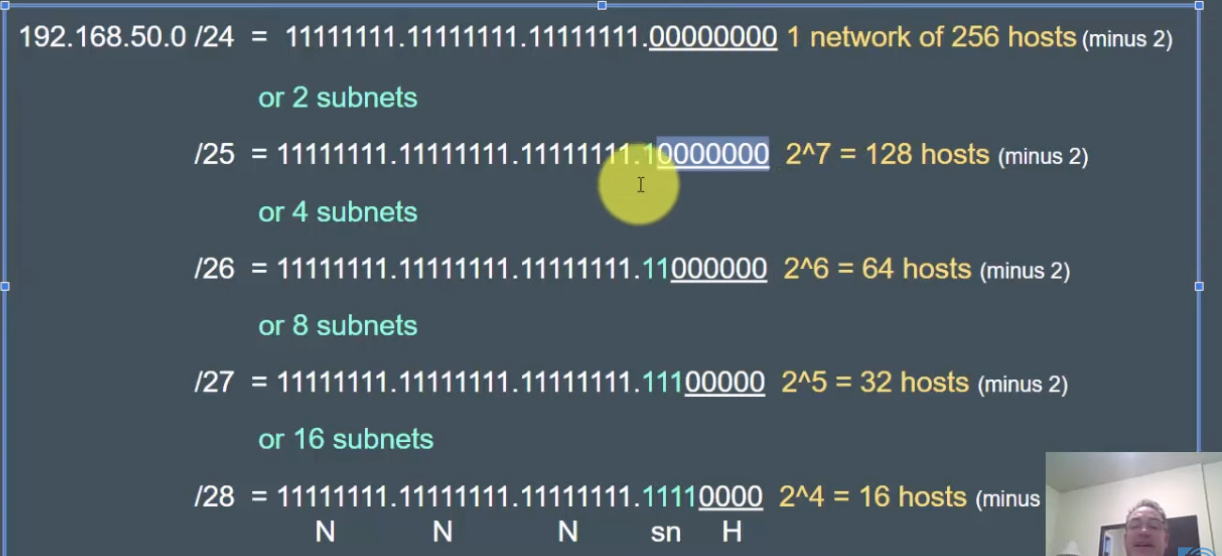 192.168.50.0 /24 = 11111111.11111111.11111111.00000000 1 network of 256 hosts (minus 2)
or 2 subnets
/25 = 11111111.11111111.11111111.10000000 2^7 = 128 hosts (minus 2)
or 4 subnets
/26 = 11111111.11111111.11111111.11000000 2^6 = 64 hosts (minus 2)
or 8 subnets
/27 = 11111111.11111111.11111111.11100000 2^5 = 32 hosts (minus 2)
or 16 subnets
/28 = 11111111.11111111.11111111.11110000 2^4 = 16 hosts (minus
N N N sn H